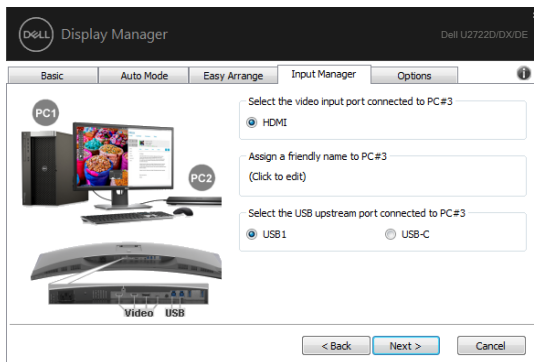 DELL Display Manager
Dell U2722D/DX/DE
Basic Auto Mode Easy Arrange Input Manager Options
PC1
PC2
Video USB
Select the video input port connected to PC#3
HDMI
Assign a friendly name to PC#3
(Click to edit)
Select the USB upstream port connected to PC#3
USB1 USB-C
< Back Next > Cancel